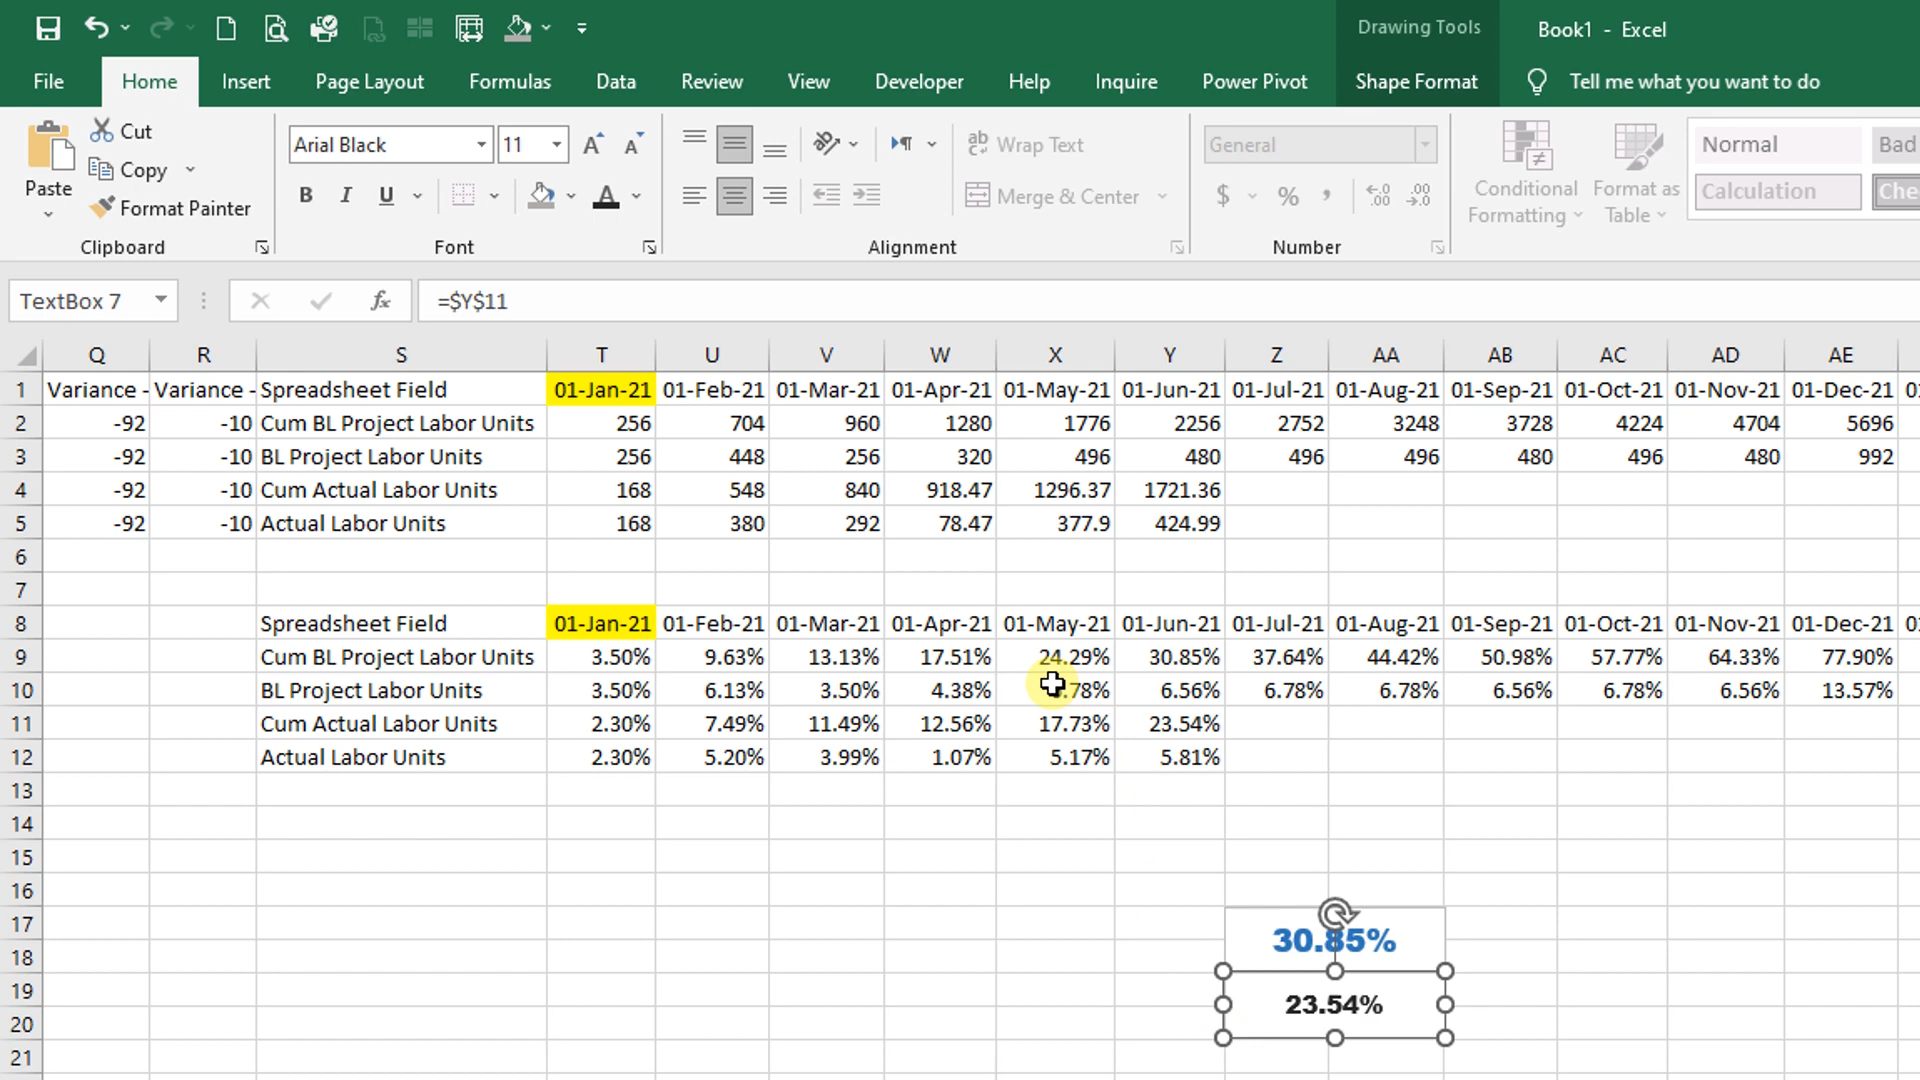 Drawing Tools
Book1 - Excel
File Home Insert Page Layout Formulas Data Review View Developer Help Inquire Power Pivot Shape Format Tell me what you want to do
Paste
Cut
Copy
Format Painter
Clipboard
Arial Black 11
B I U
Font
Wrap Text
Merge & Center
Alignment
General
$ % ,
Number
Conditional Formatting
Format as Table
Normal Bad
Calculation
TextBox 7 fx =$Y$11
Q R S T U V W X Y Z AA AB AC AD AE
1 Variance - Variance - Spreadsheet Field 01-Jan-21 01-Feb-21 01-Mar-21 01-Apr-21 01-May-21 01-Jun-21 01-Jul-21 01-Aug-21 01-Sep-21 01-Oct-21 01-Nov-21 01-Dec-21
2 -92 -10 Cum BL Project Labor Units 256 704 960 1280 1776 2256 2752 3248 3728 4224 4704 5696
3 -92 -10 BL Project Labor Units 256 448 256 320 496 480 496 496 480 496 480 992
4 -92 -10 Cum Actual Labor Units 168 548 840 918.47 1296.37 1721.36
5 -92 -10 Actual Labor Units 168 380 292 78.47 377.9 424.99
6
7
8 Spreadsheet Field 01-Jan-21 01-Feb-21 01-Mar-21 01-Apr-21 01-May-21 01-Jun-21 01-Jul-21 01-Aug-21 01-Sep-21 01-Oct-21 01-Nov-21 01-Dec-21
9 Cum BL Project Labor Units 3.50% 9.63% 13.13% 17.51% 24.29% 30.85% 37.64% 44.42% 50.98% 57.77% 64.33% 77.90%
10 BL Project Labor Units 3.50% 6.13% 3.50% 4.38% .78% 6.56% 6.78% 6.78% 6.56% 6.78% 6.56% 13.57%
11 Cum Actual Labor Units 2.30% 7.49% 11.49% 12.56% 17.73% 23.54%
12 Actual Labor Units 2.30% 5.20% 3.99% 1.07% 5.17% 5.81%
13
14
15
16
17
18 30.85%
19
20 23.54%
21